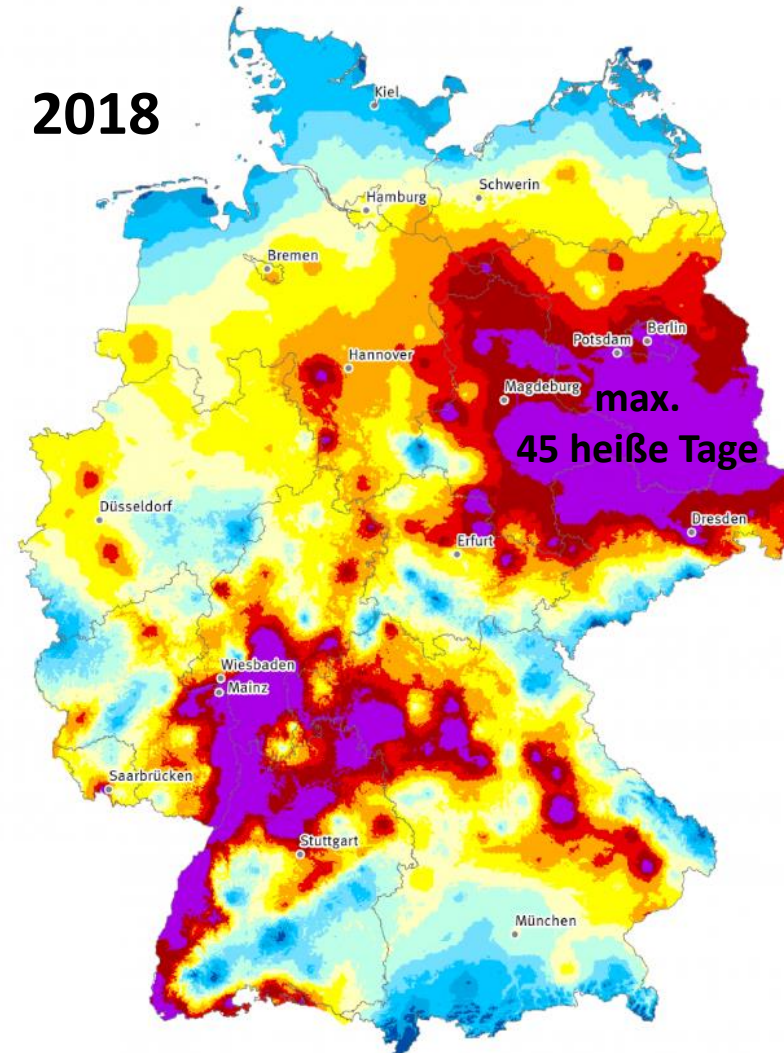 2018
Kiel
Schwerin
Hamburg
Bremen
Berlin
Potsdam
Hannover
Magdeburg
max.
45 heiße Tage
Düsseldorf
Dresden
Erfurt
Wiesbaden
Mainz
Saarbrücken
Stuttgart
München